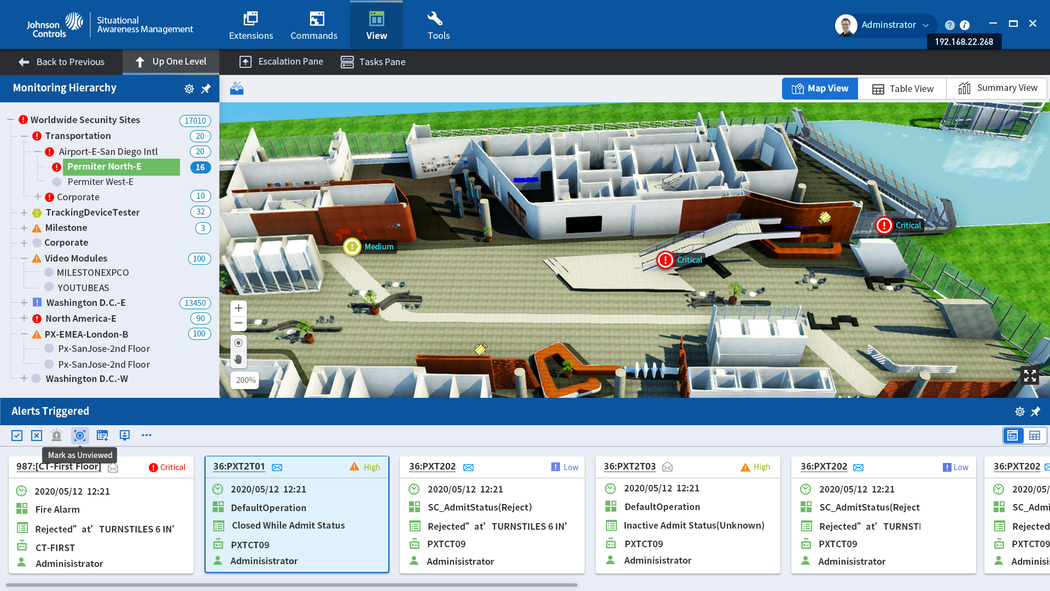 Johnson Controls
Situational Awareness Management
Extensions
Commands
View
Tools
Adminstrator
192.168.22.268
Back to Previous
Up One Level
Escalation Pane
Tasks Pane
Monitoring Hierarchy
Map View
Table View
Summary View
Worldwide Security Sites 17010
Transportation 20
Airport-E-San Diego Intl 20
Permiter North-E 16
Permiter West-E
Corporate 10
TrackingDeviceTester 32
Milestone 3
Corporate
Video Modules 100
MILESTONEXPCO
YOUTUBEAS
Washington D.C.-E 13450
North America-E 90
PX-EMEA-London-B 100
Px-SanJose-2nd Floor
Px-SanJose-2nd Floor
Washington D.C.-W
Medium
Critical
Critical
200%
Alerts Triggered
Mark as Unviewed
987:[CT-First Floor] Critical
2020/05/12 12:21
Fire Alarm
Rejected” at’ TURNSTILES 6 IN’
CT-FIRST
Adminisistrator
36:PXT2T01 High
2020/05/12 12:21
DefaultOperation
Closed While Admit Status
PXTCT09
Adminisistrator
36:PXT202 Low
2020/05/12 12:21
SC_AdmitStatus(Reject)
Rejected” at’ TURNSTILES 6 IN’
PXTCT09
Adminisistrator
36:PXT2T03 High
2020/05/12 12:21
DefaultOperation
Inactive Admit Status(Unknown)
PXTCT09
Adminisistrator
36:PXT202 Low
2020/05/12 12:21
SC_AdmitStatus(Reject
Rejected” at’ TURNSTI
PXTCT09
Adminisistrator
36:PXT202
2020/05/
SC_Adm
Rejected
PXTCT09
Adminisi